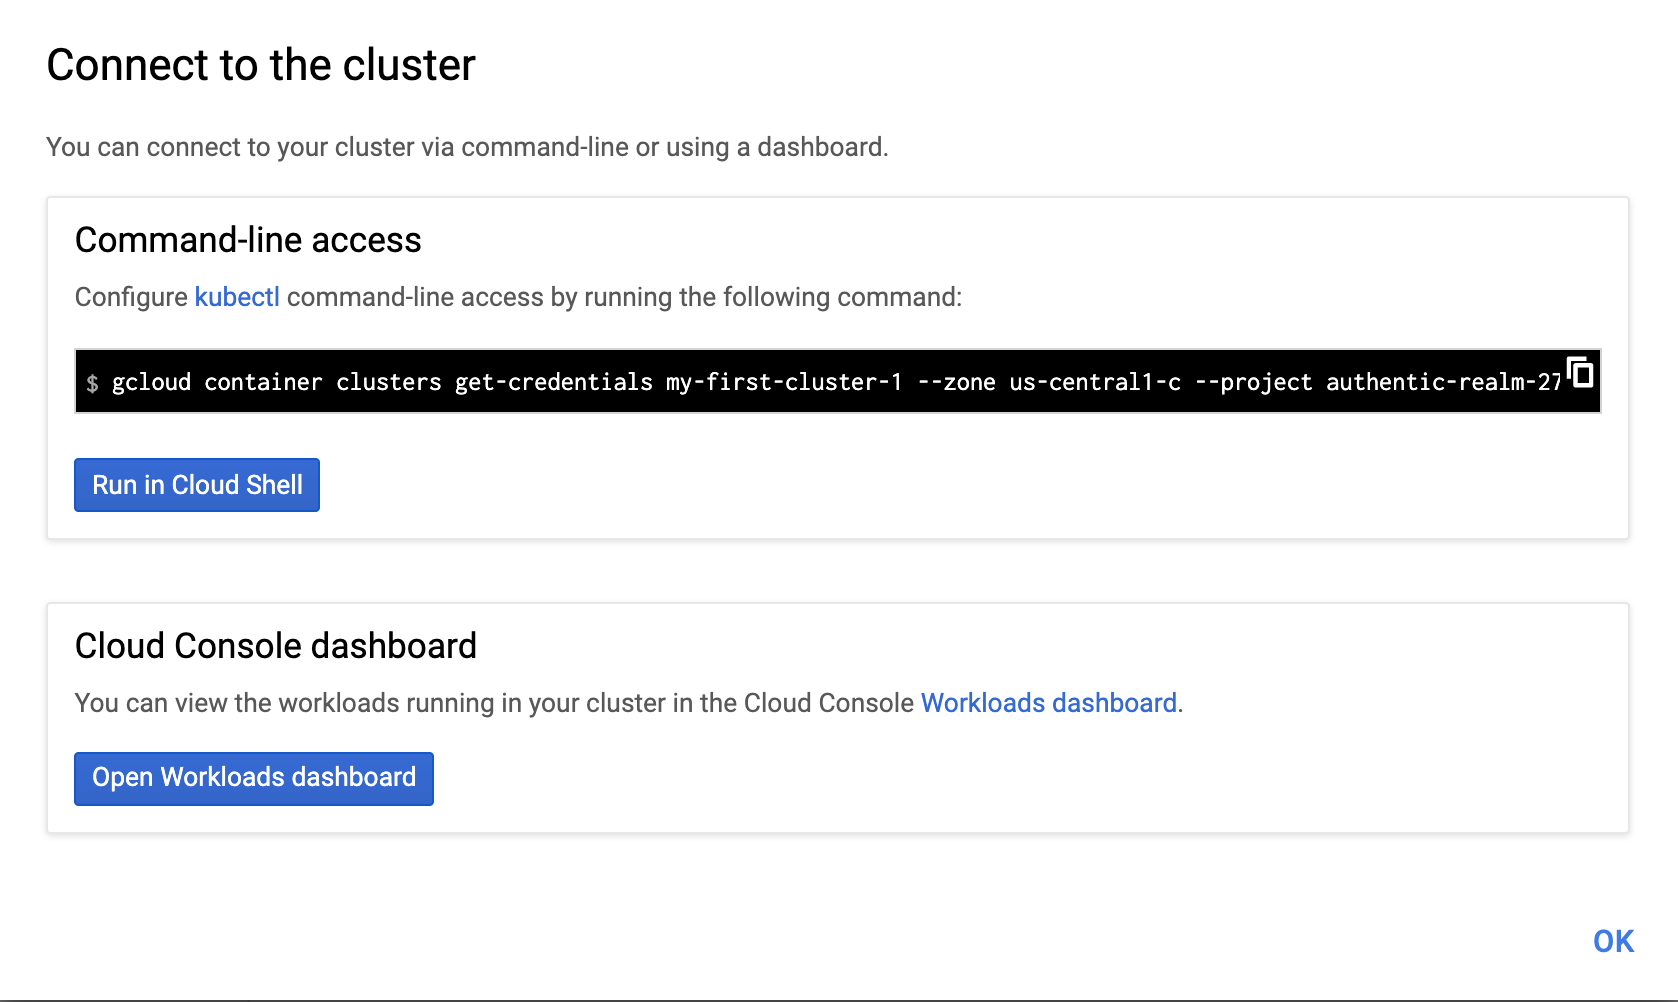 Connect to the cluster
You can connect to your cluster via command-line or using a dashboard.
Command-line access
Configure kubectl command-line access by running the following command:
$ gcloud container clusters get-credentials my-first-cluster-1 --zone us-central1-c --project authentic-realm-27
Run in Cloud Shell
Cloud Console dashboard
You can view the workloads running in your cluster in the Cloud Console Workloads dashboard.
Open Workloads dashboard
OK